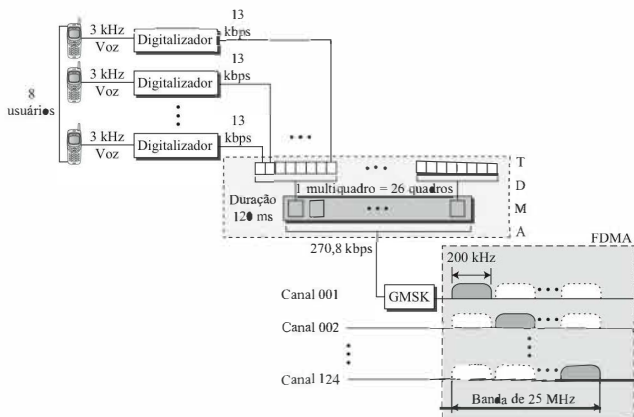 13
kbps
3 kHz
Voz
Digitalizador
13
kbps
3 kHz
Voz
Digitalizador
8
usuários
13
kbps
3 kHz
Voz
Digitalizador
T
D
M
A
1 multiquadro = 26 quadros
Duração
120 ms
270,8 kbps
FDMA
200 kHz
Canal 001
GMSK
Canal 002
Canal 124
Banda de 25 MHz